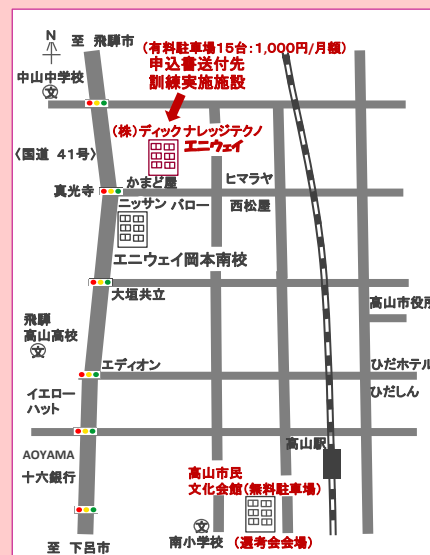 N
至 飛騨市
(有料駐車場15台:1,000円/月額)
申込書送付先
訓練実施施設
中山中学校
文
(株)ディックナレッジテクノ
エニウェイ
〈国道 41号〉
かまど屋
ヒマラヤ
真光寺
ニッサン バロー
西松屋
エニウェイ岡本南校
大垣共立
高山市役所
飛騨
高山高校
文
エディオン
ひだホテル
イエロー
ハット
ひだしん
高山駅
AOYAMA
十六銀行
高山市民
文化会館(無料駐車場)
文
南小学校
(選考会会場)
至 下呂市